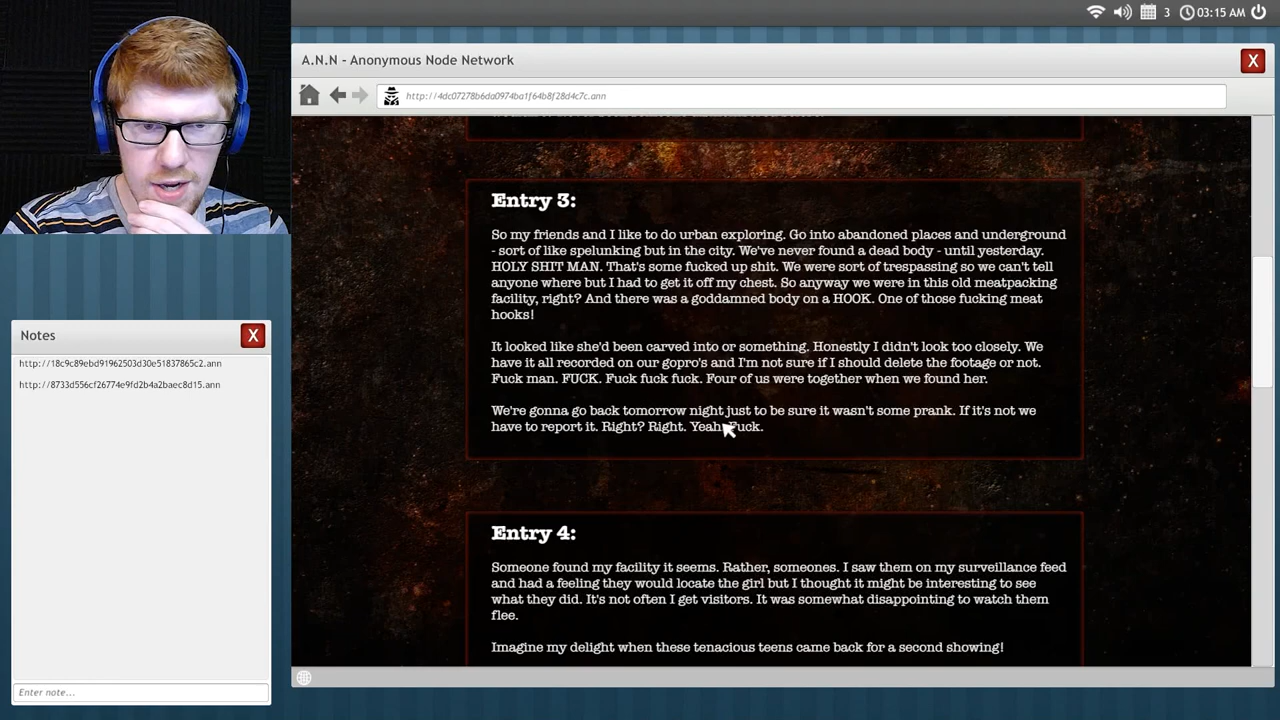 3
03:15 AM
A.N.N - Anonymous Node Network
X
http://4dc07278b6da0974ba1f64b8f28d4c7c.ann
Entry 3:
So my friends and I like to do urban exploring. Go into abandoned places and underground
- sort of like spelunking but in the city. We've never found a dead body - until yesterday.
HOLY SHIT MAN. That's some fucked up shit. We were sort of trespassing so we can't tell
anyone where but I had to get it off my chest. So anyway we were in this old meatpacking
facility, right? And there was a goddamned body on a HOOK. One of those fucking meat
hooks!
It looked like she'd been carved into or something. Honestly I didn't look too closely. We
have it all recorded on our gopro's and I'm not sure if I should delete the footage or not.
Fuck man. FUCK. Fuck fuck fuck. Four of us were together when we found her.
We're gonna go back tomorrow night just to be sure it wasn't some prank. If it's not we
have to report it. Right? Right. Yeah. Fuck.
Entry 4:
Someone found my facility it seems. Rather, someones. I saw them on my surveillance feed
and had a feeling they would locate the girl but I thought it might be interesting to see
what they did. It's not often I get visitors. It was somewhat disappointing to watch them
flee.
Imagine my delight when these tenacious teens came back for a second showing!
Notes
X
http://18c9c89ebd91962503d30e51837865c2.ann
http://8733d556cf26774e9fd2b4a2baec8d15.ann
Enter note...